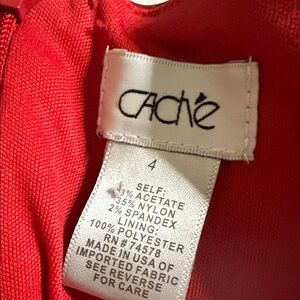 CAChé
4
SELF:
ACETATE
35% NYLON
2% SPANDEX
LINING:
100% POLYESTER
RN # 74578
MADE IN USA OF
IMPORTED FABRIC
SEE REVERSE
FOR CARE